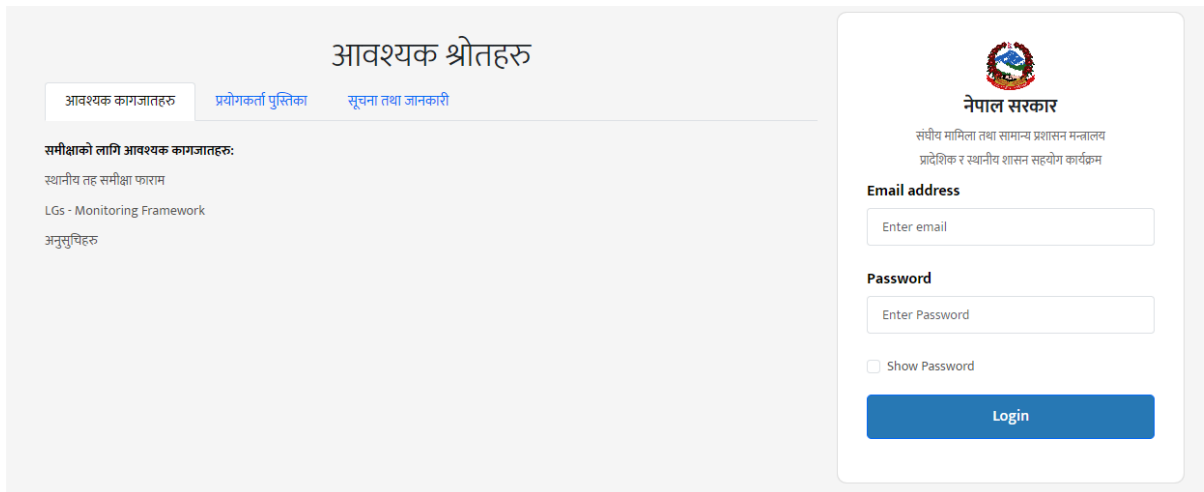 आवश्यक श्रोतहरु
आवश्यक कागजातहरु
प्रयोगकर्ता पुस्तिका
सूचना तथा जानकारी
समीक्षाको लागि आवश्यक कागजातहरु:
स्थानीय तह समीक्षा फाराम
LGs - Monitoring Framework
अनुसुचिहरु
नेपाल सरकार
संघीय मामिला तथा सामान्य प्रशासन मन्त्रालय
प्रादेशिक र स्थानीय शासन सहयोग कार्यक्रम
Email address
Enter email
Password
Enter Password
Show Password
Login